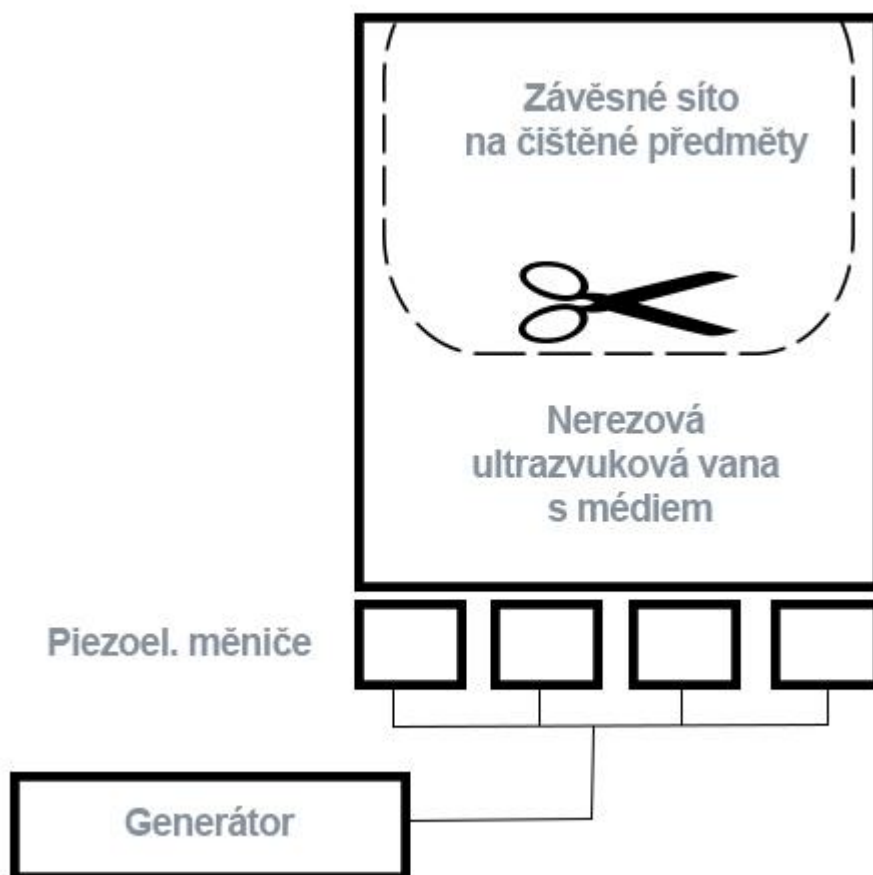 Závěsné síto
na čištěné předměty
Nerezová
ultrazvuková vana
s médiem
Piezoel. měniče
Generátor